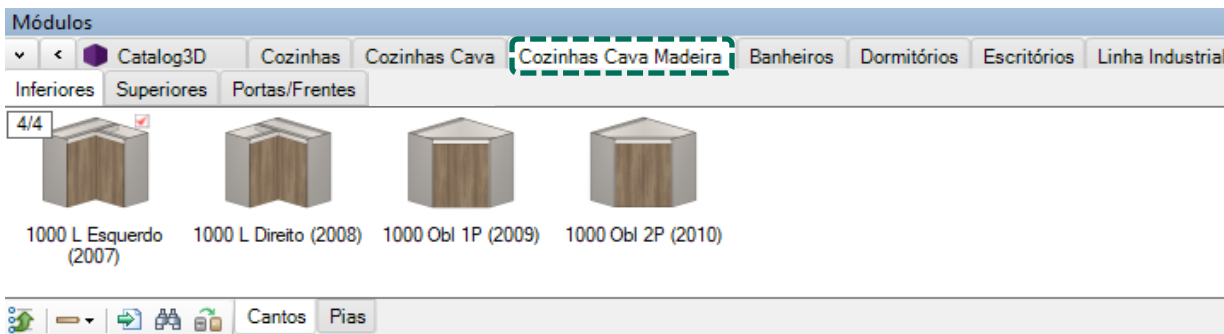 Módulos
Catalog3D Cozinhas Cozinhas Cava Cozinhas Cava Madeira Banheiros Dormitórios Escritórios Linha Industrial
Inferiores Superiores Portas/Frentes
4/4
1000 L Esquerdo (2007) 1000 L Direito (2008) 1000 Obl 1P (2009) 1000 Obl 2P (2010)
Cantos Pias